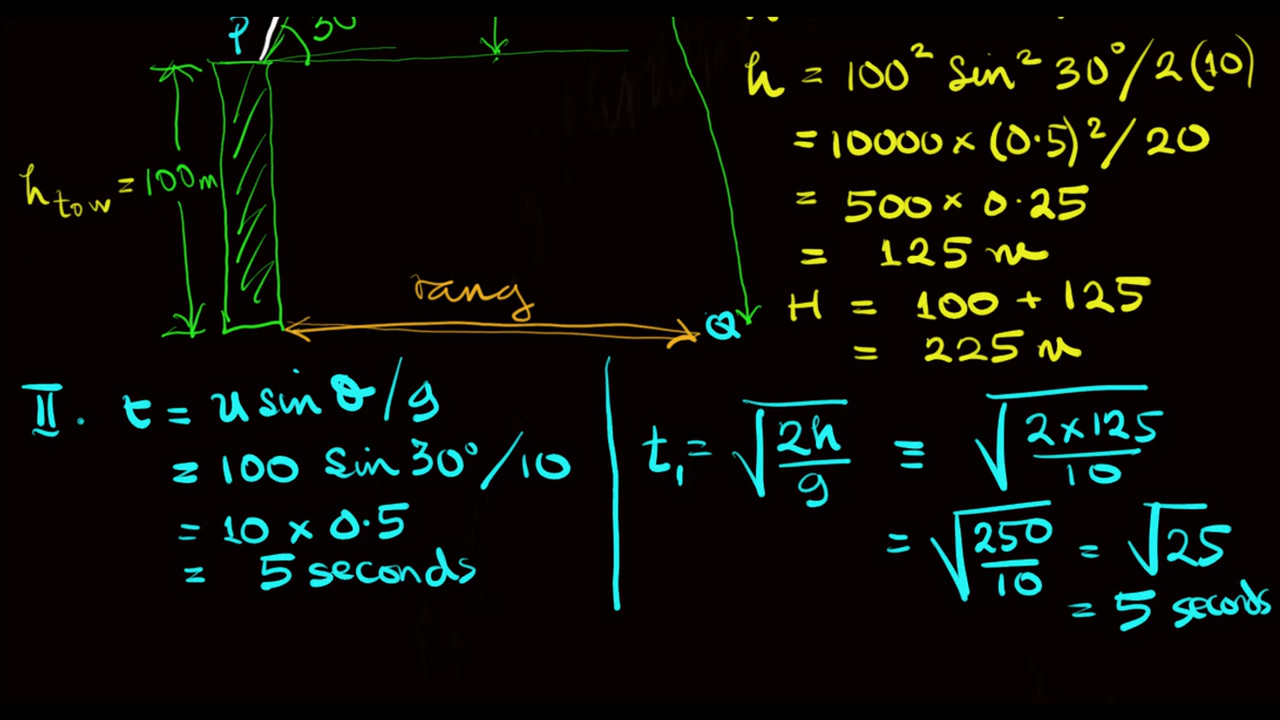 P
30
h_tow = 100m
rang
Q
h = 100² sin² 30°/2(10)
= 10000 × (0.5)²/20
= 500 × 0.25
= 125 m
H = 100 + 125
= 225 m
II. t = u sin θ/g
= 100 sin 30°/10
= 10 × 0.5
= 5 seconds
t₁ = √(2h/g) = √(2×125/10)
= √(250/10) = √25
= 5 seconds